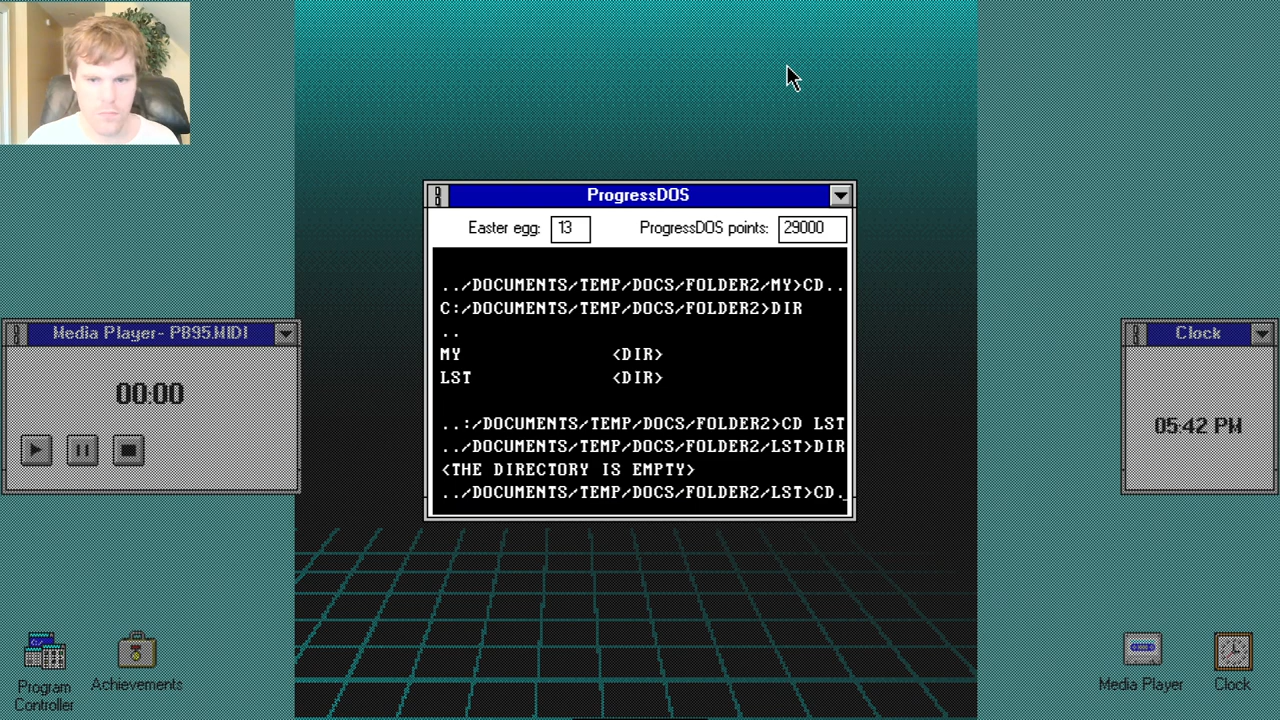 ProgressDOS
Easter egg: 13 ProgressDOS points: 29000
../DOCUMENTS/TEMP/DOCS/FOLDER2/MY>CD..
C:/DOCUMENTS/TEMP/DOCS/FOLDER2>DIR
..
MY <DIR>
LST <DIR>
..:/DOCUMENTS/TEMP/DOCS/FOLDER2>CD LST
../DOCUMENTS/TEMP/DOCS/FOLDER2/LST>DIR
<THE DIRECTORY IS EMPTY>
../DOCUMENTS/TEMP/DOCS/FOLDER2/LST>CD._
Media Player- PB95.MIDI
00:00
Clock
05:42 PM
Program
Controller
Achievements
Media Player
Clock